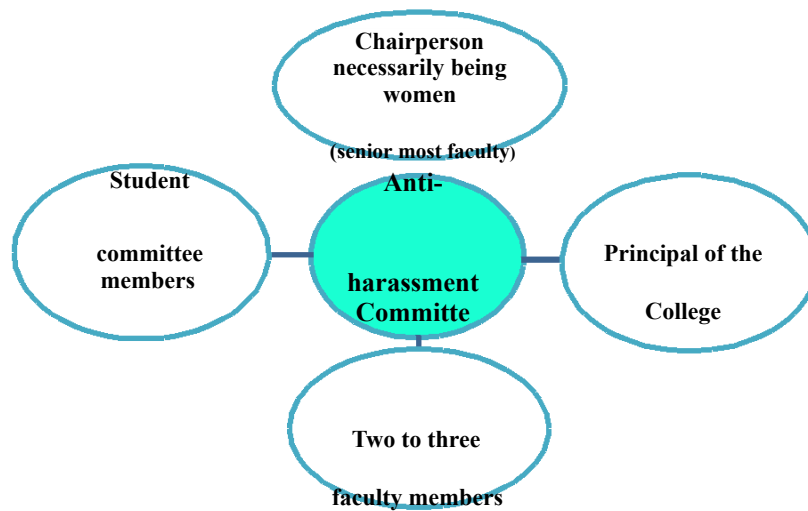 Chairperson
necessarily being
women
(senior most faculty)
Student
committee
members
Anti-
harassment
Committe
Principal of the
College
Two to three
faculty members